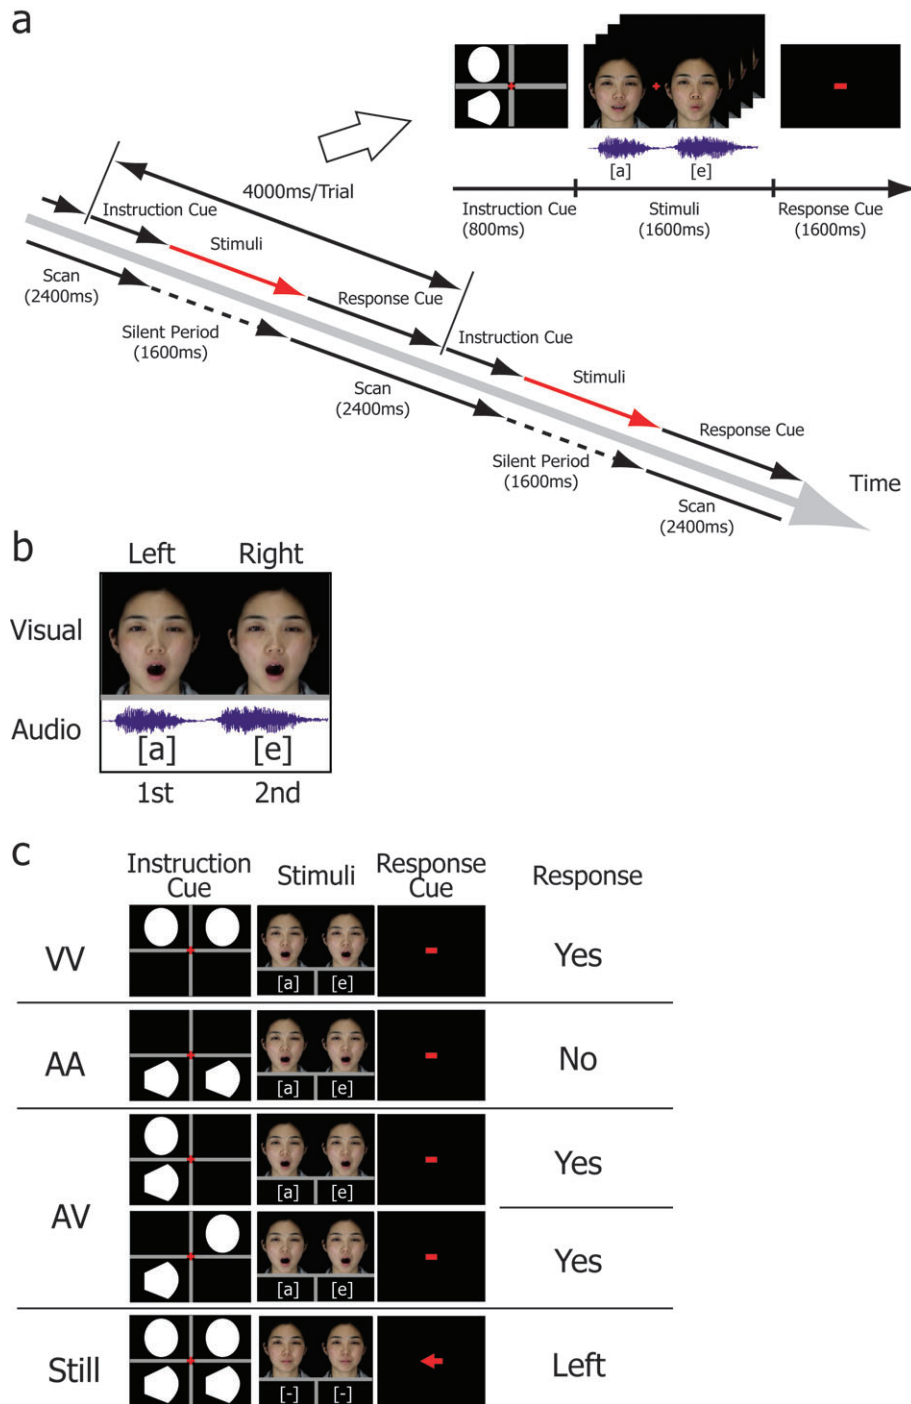 a
[a] [e]
Instruction Cue
(800ms)
Stimuli
(1600ms)
Response Cue
(1600ms)
4000ms/Trial
Instruction Cue
Stimuli
Response Cue
Instruction Cue
Stimuli
Response Cue
Scan
(2400ms)
Silent Period
(1600ms)
Scan
(2400ms)
Silent Period
(1600ms)
Scan
(2400ms)
Time
b
Left Right
Visual
Audio
[a] [e]
1st 2nd
c
Instruction
Cue
Stimuli
Response
Cue
Response
VV
[a] [e]
Yes
AA
[a] [e]
No
AV
[a] [e]
Yes
[a] [e]
Yes
Still
[-] [-]
Left